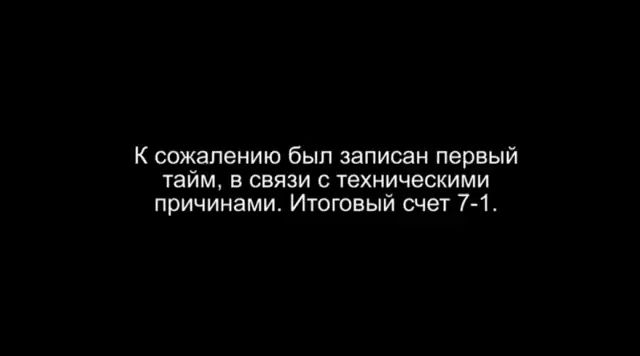 К сожалению был записан первый
тайм, в связи с техническими
причинами. Итоговый счет 7-1.